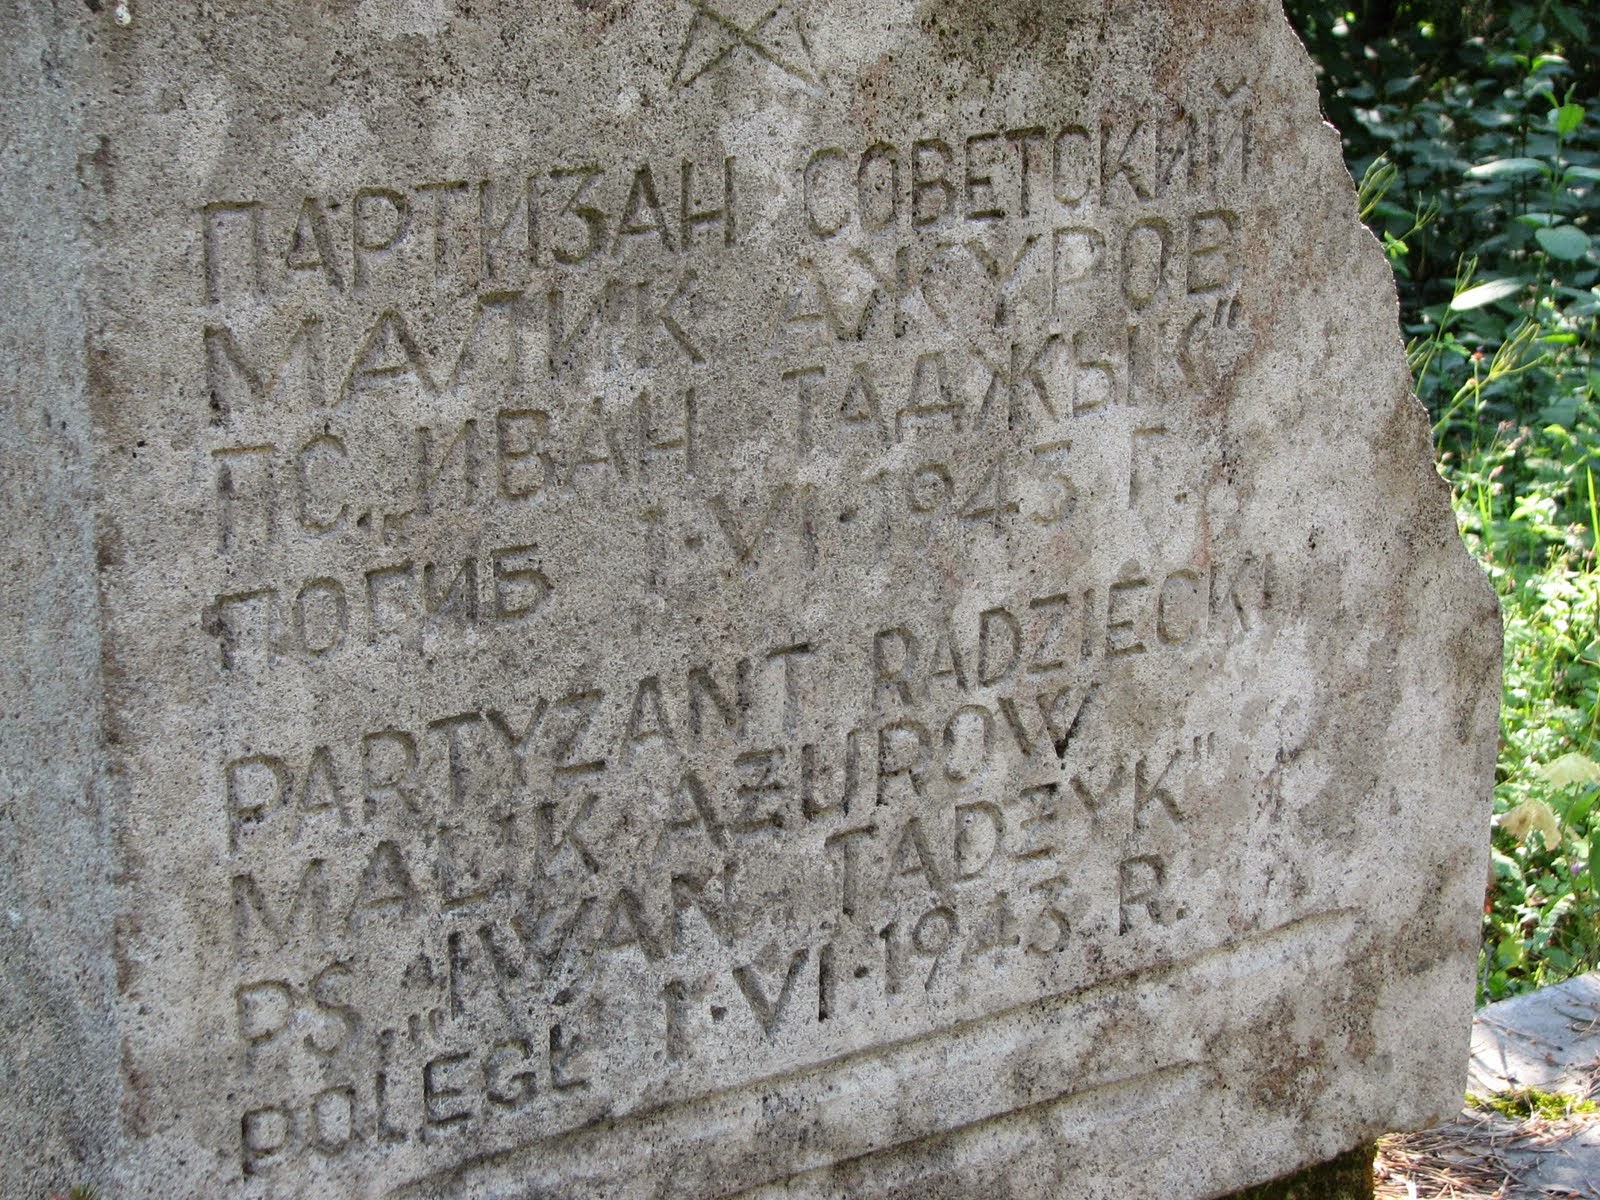 ПАРТИЗАН СОВЕТСКИЙ
МАЛИК АЖУРОВ
ПС. „ИВАН ТАДЖЫК"
ПОГИБ 1·VI·1943 Г.
PARTYZANT RADZIECKI
MALIK AŻUROW
PS „IWAN TADŻYK"
POLEGŁ 1·VI·1943 R.